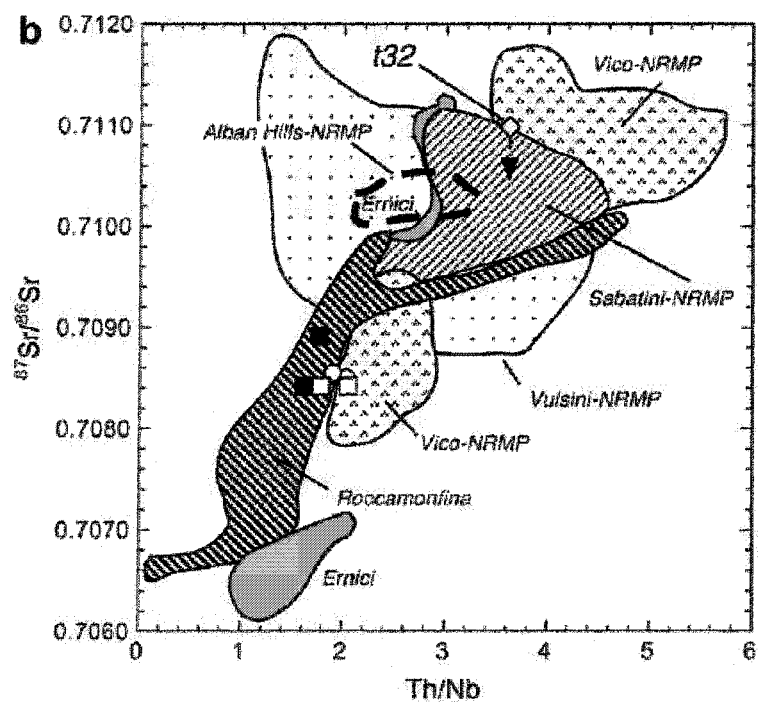 b
0.7120
t32
Vico-NRMP
0.7110
Alban Hills-NRMP
Ernici
0.7100
Sabatini-NRMP
87Sr/86Sr
0.7090
Vulsini-NRMP
0.7080
Vico-NRMP
Roccamonfina
0.7070
Ernici
0.7060
0 1 2 3 4 5 6
Th/Nb